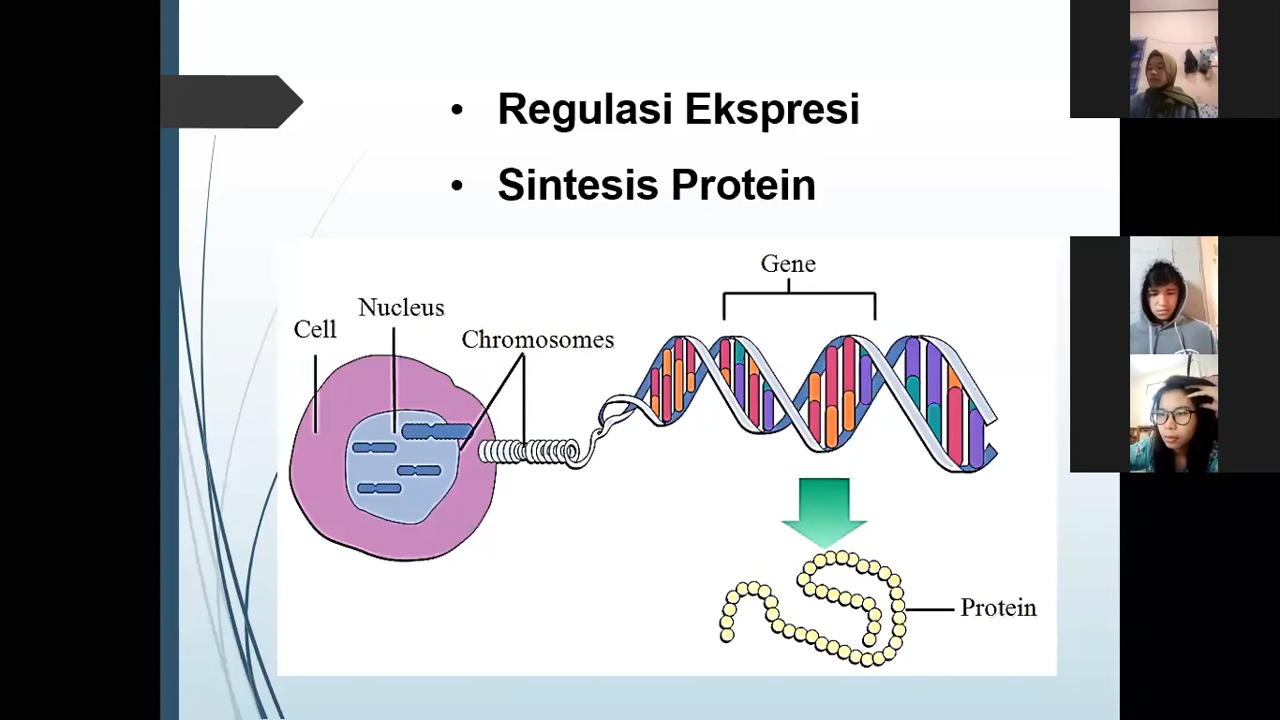 • Regulasi Ekspresi
• Sintesis Protein
Gene
Nucleus
Cell
Chromosomes
Protein